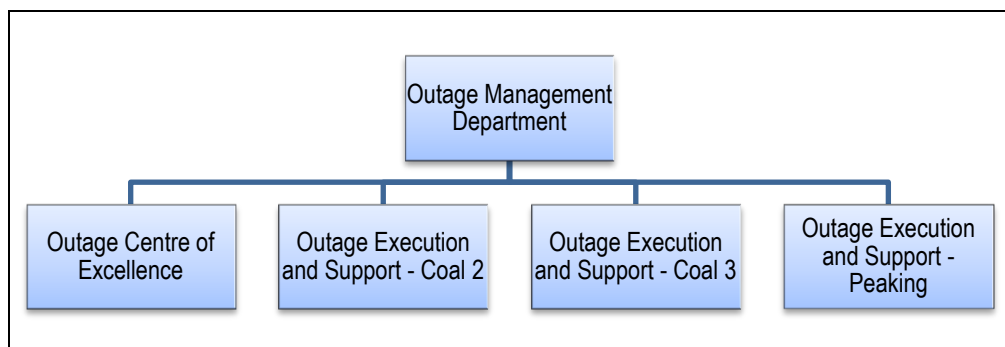 Outage Management
Department
Outage Centre of
Excellence
Outage Execution
and Support - Coal 2
Outage Execution
and Support - Coal 3
Outage Execution
and Support -
Peaking